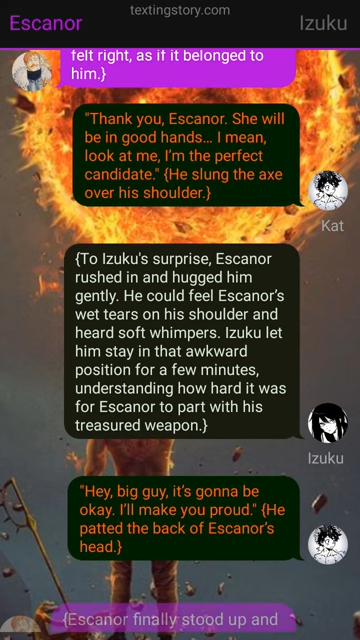 textingstory.com
Escanor
Izuku
felt right, as if it belonged to
him.}
"Thank you, Escanor. She will
be in good hands… I mean,
look at me, I'm the perfect
candidate." {He slung the axe
over his shoulder.}
Kat
{To Izuku's surprise, Escanor
rushed in and hugged him
gently. He could feel Escanor's
wet tears on his shoulder and
heard soft whimpers. Izuku let
him stay in that awkward
position for a few minutes,
understanding how hard it was
for Escanor to part with his
treasured weapon.}
Izuku
"Hey, big guy, it's gonna be
okay. I'll make you proud." {He
patted the back of Escanor's
head.}
{Escanor finally stood up and